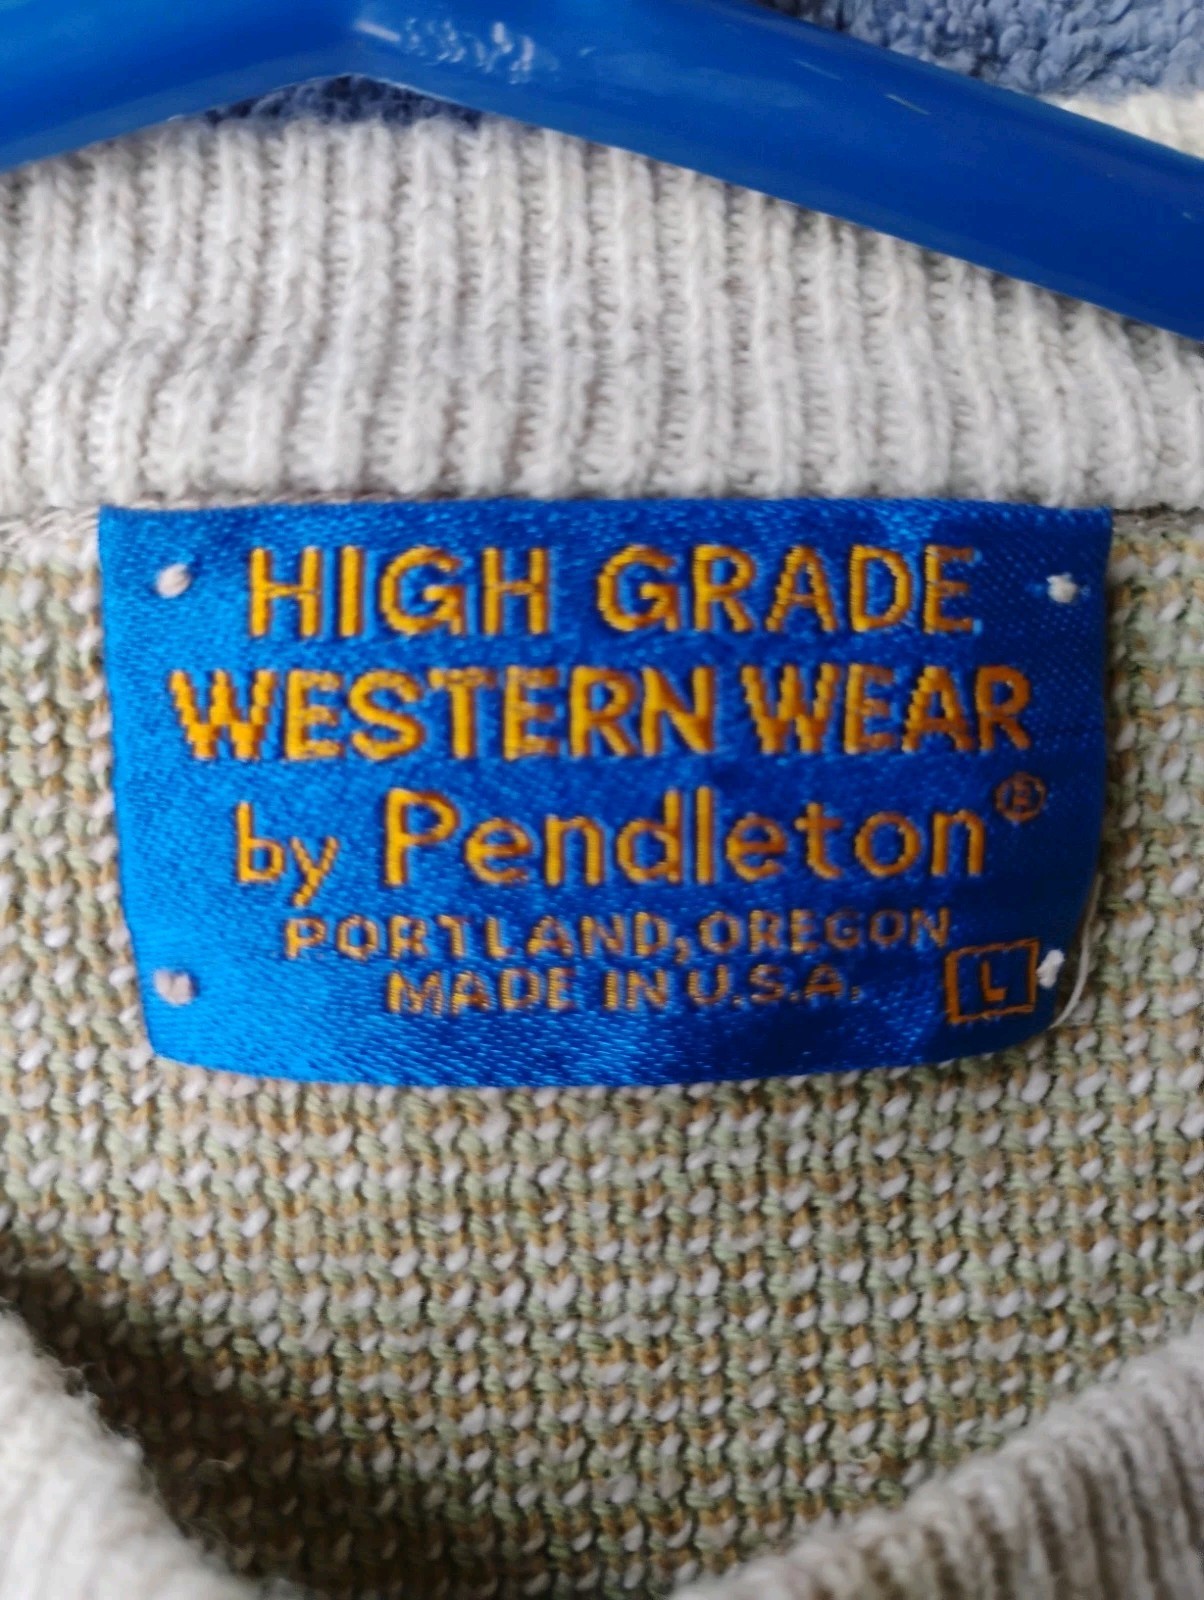 HIGH GRADE
WESTERN WEAR
by Pendleton®
PORTLAND, OREGON
MADE IN U.S.A.
L